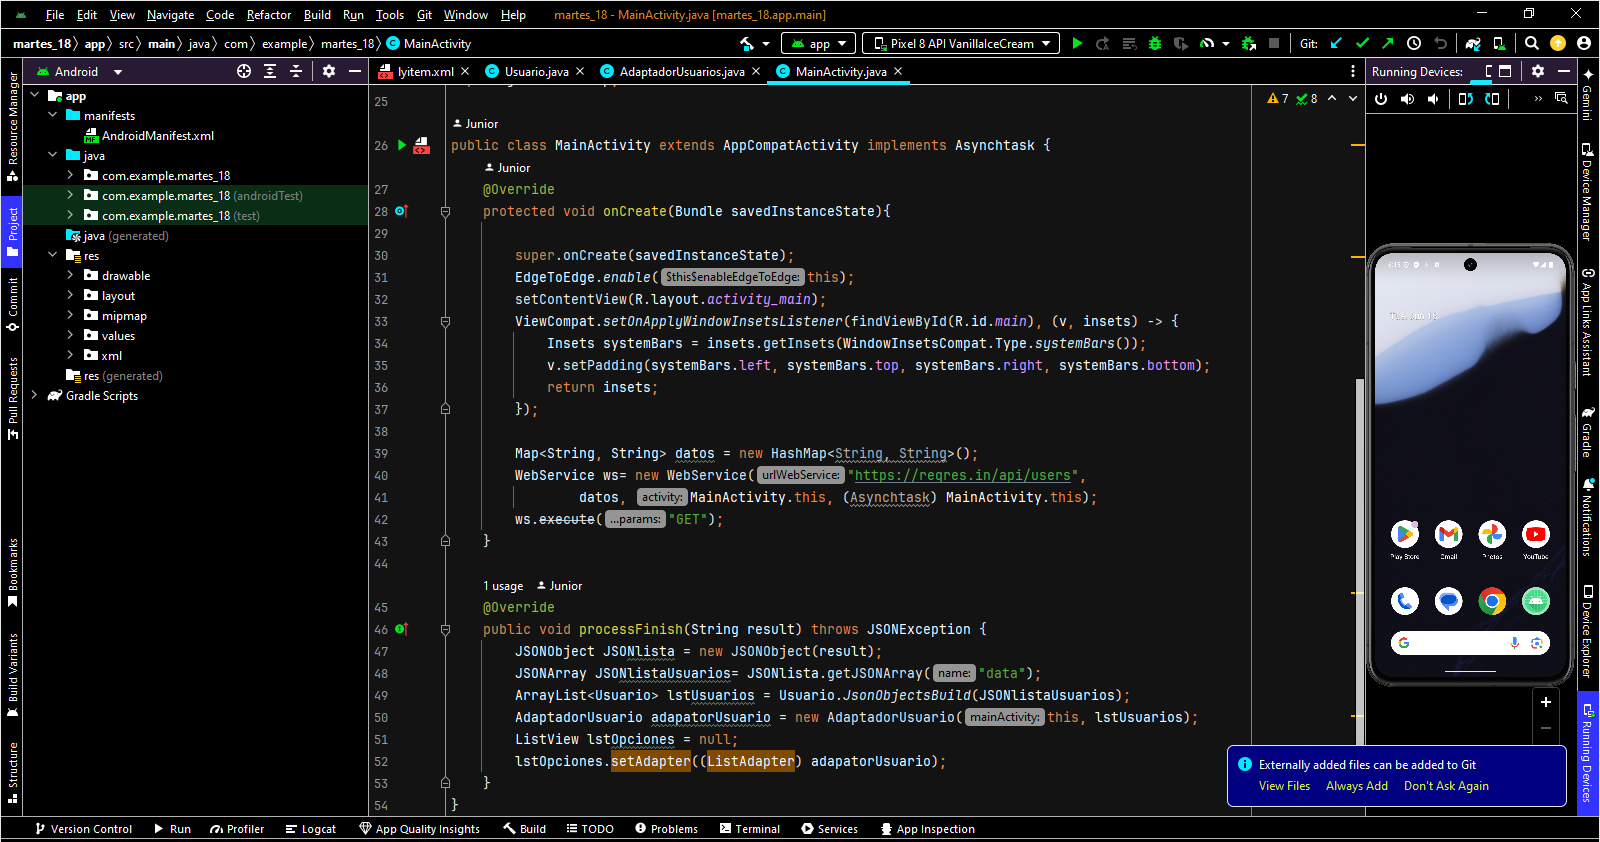 File Edit View Navigate Code Refactor Build Run Tools Git Window Help martes_18 - MainActivity.java [martes_18.app.main]
martes_18 app src main java com example martes_18 MainActivity
app Pixel 8 API VanillaIceCream Git:
Android
lyitem.xml Usuario.java AdaptadorUsuarios.java MainActivity.java
Running Devices:
Resource Manager
Project
Commit
Pull Requests
Bookmarks
Build Variants
Structure
app
manifests
AndroidManifest.xml
java
com.example.martes_18
com.example.martes_18 (androidTest)
com.example.martes_18 (test)
java (generated)
res
drawable
layout
mipmap
values
xml
res (generated)
Gradle Scripts
7 8
25
Junior
26 public class MainActivity extends AppCompatActivity implements Asynchtask {
Junior
27 @Override
28 protected void onCreate(Bundle savedInstanceState){
29
30 super.onCreate(savedInstanceState);
31 EdgeToEdge.enable( $this$enableEdgeToEdge: this);
32 setContentView(R.layout.activity_main);
33 ViewCompat.setOnApplyWindowInsetsListener(findViewById(R.id.main), (v, insets) -> {
34 Insets systemBars = insets.getInsets(WindowInsetsCompat.Type.systemBars());
35 v.setPadding(systemBars.left, systemBars.top, systemBars.right, systemBars.bottom);
36 return insets;
37 });
38
39 Map<String, String> datos = new HashMap<String, String>();
40 WebService ws= new WebService( urlWebService: "https://reqres.in/api/users",
41 datos, activity: MainActivity.this, (Asynchtask) MainActivity.this);
42 ws.execute( ...params: "GET");
43 }
44
1 usage Junior
45 @Override
46 public void processFinish(String result) throws JSONException {
47 JSONObject JSONlista = new JSONObject(result);
48 JSONArray JSONlistaUsuarios= JSONlista.getJSONArray( name: "data");
49 ArrayList<Usuario> lstUsuarios = Usuario.JsonObjectsBuild(JSONlistaUsuarios);
50 AdaptadorUsuario adapatorUsuario = new AdaptadorUsuario( mainActivity: this, lstUsuarios);
51 ListView lstOpciones = null;
52 lstOpciones.setAdapter((ListAdapter) adapatorUsuario);
53 }
54 }
Tue, Jun 18
Play Store Gmail Photos YouTube
Gemini
Device Manager
App Links Assistant
Gradle
Notifications
Device Explorer
Running Devices
Externally added files can be added to Git
View Files Always Add Don't Ask Again
Version Control Run Profiler Logcat App Quality Insights Build TODO Problems Terminal Services App Inspection